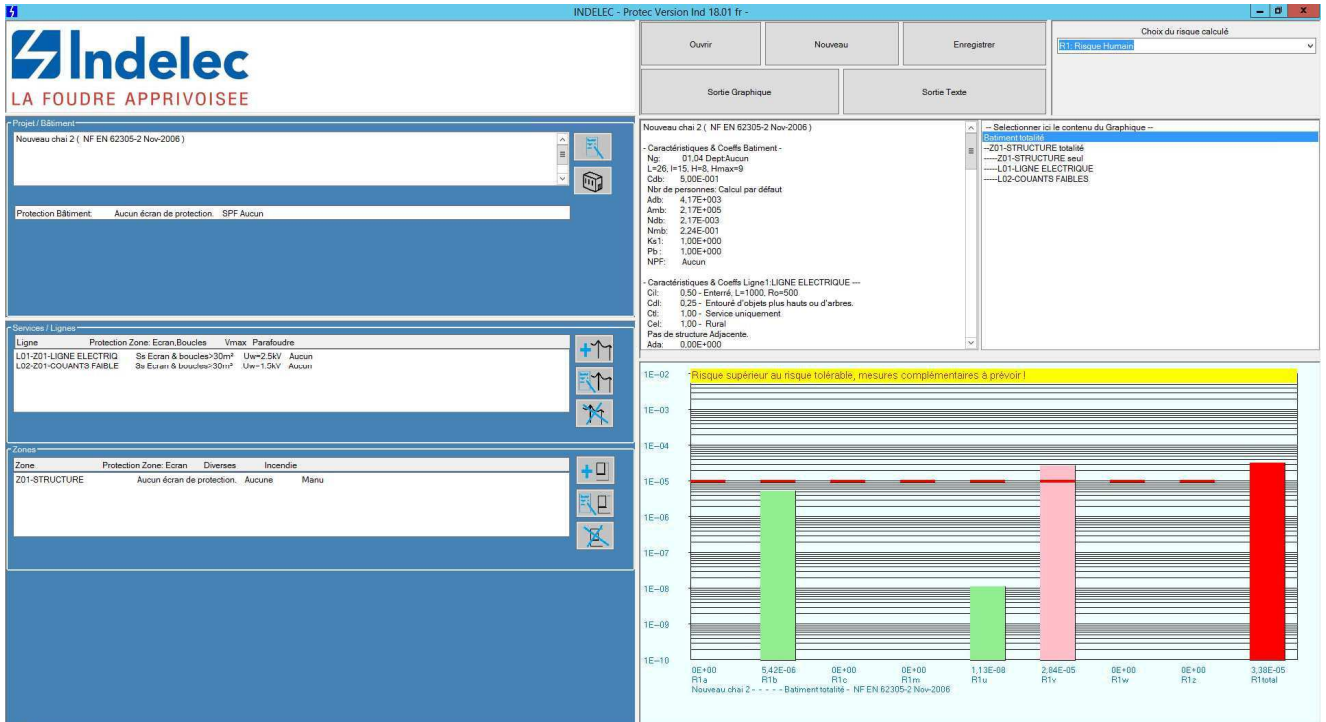 INDELEC - Protec Version Ind 18.01 fr -
Indelec
LA FOUDRE APPRIVOISEE
Ouvrir
Nouveau
Enregistrer
Sortie Graphique
Sortie Texte
Choix du risque calculé
R1: Risque Humain
Projet / Bâtiment
Nouveau chai 2 ( NF EN 62305-2 Nov-2006 )
Protection Bâtiment: Aucun écran de protection. SPF Aucun
Services / Lignes
Ligne Protection Zone: Ecran,Boucles Vmax Parafoudre
L01-Z01-LIGNE ELECTRIQ Ss Ecran & boucles>30m² Uw=2.5kV Aucun
L02-Z01-COUANTS FAIBLE Ss Ecran & boucles>30m² Uw=1.5kV Aucun
Zones
Zone Protection Zone: Ecran Diverses Incendie
Z01-STRUCTURE Aucun écran de protection. Aucune Manu
Nouveau chai 2 ( NF EN 62305-2 Nov-2006 )
- Caractéristiques & Coeffs Batiment -
Ng: 01,04 Dept:Aucun
L=26, l=15, H=8, Hmax=9
Cdb: 5,00E-001
Nbr de personnes: Calcul par défaut
Adb: 4,17E+003
Amb: 2,17E+005
Ndb: 2,17E-003
Nmb: 2,24E-001
Ks1: 1,00E+000
Pb : 1,00E+000
NPF: Aucun
- Caractéristiques & Coeffs Ligne1:LIGNE ELECTRIQUE ---
Cil: 0,50 - Enterré, L=1000, Ro=500
Cdl: 0,25 - Entouré d'objets plus hauts ou d'arbres.
Ctl: 1,00 - Service uniquement
Cel: 1,00 - Rural
Pas de structure Adjacente.
Ada: 0,00E+000
-- Selectionner ici le contenu du Graphique --
Batiment totalité
--Z01-STRUCTURE totalité
-----Z01-STRUCTURE seul
-----L01-LIGNE ELECTRIQUE
-----L02-COUANTS FAIBLES
Risque supérieur au risque tolérable, mesures complémentaires à prévoir !
1E-02
1E-03
1E-04
1E-05
1E-06
1E-07
1E-08
1E-09
1E-10
0E+00 5,42E-06 0E+00 0E+00 1,13E-08 2,84E-05 0E+00 0E+00 3,38E-05
R1a R1b R1c R1m R1u R1v R1w R1z R1total
Nouveau chai 2 - - - - - Batiment totalité - NF EN 62305-2 Nov-2006